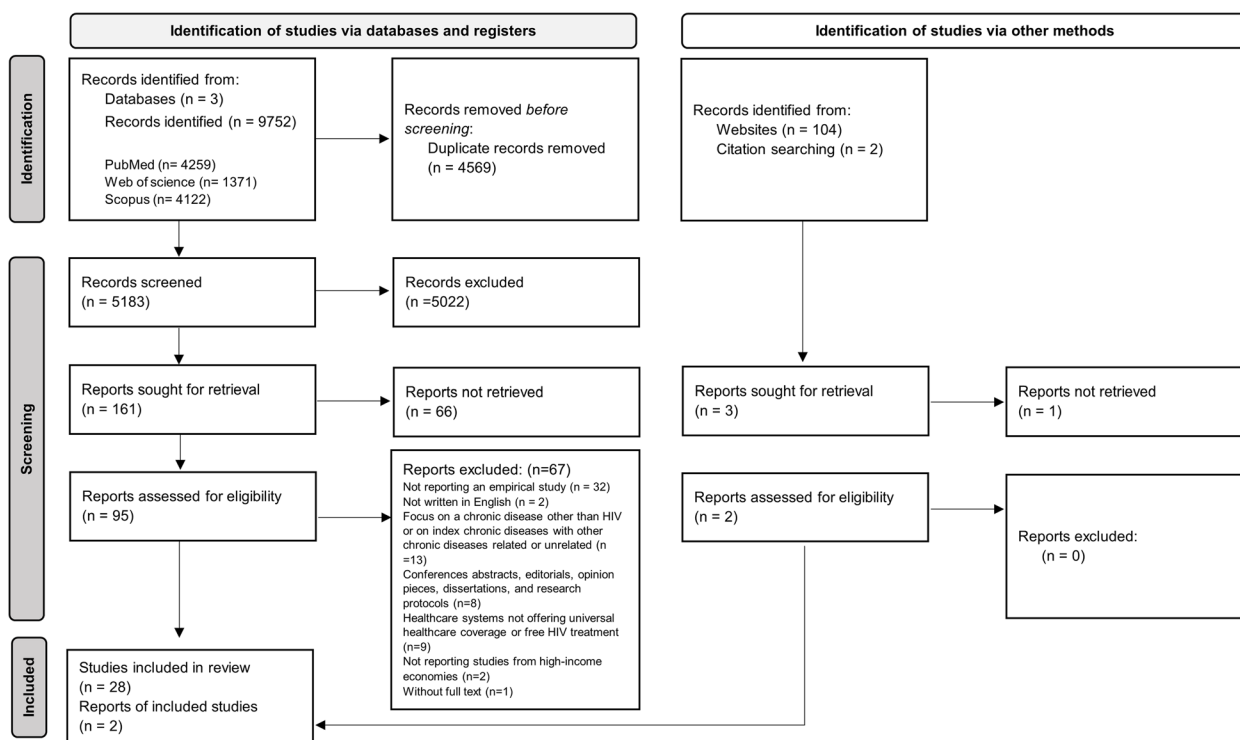 Identification of studies via databases and registers
Identification of studies via other methods
Identification
Records identified from:
Databases (n = 3)
Records identified (n = 9752)
PubMed (n= 4259)
Web of science (n= 1371)
Scopus (n= 4122)
Records removed before
screening:
Duplicate records removed
(n = 4569)
Records identified from:
Websites (n = 104)
Citation searching (n = 2)
Screening
Records screened
(n = 5183)
Records excluded
(n =5022)
Reports sought for retrieval
(n = 161)
Reports not retrieved
(n = 66)
Reports sought for retrieval
(n = 3)
Reports not retrieved
(n = 1)
Reports assessed for eligibility
(n = 95)
Reports excluded: (n=67)
Not reporting an empirical study (n = 32)
Not written in English (n = 2)
Focus on a chronic disease other than HIV
or on index chronic diseases with other
chronic diseases related or unrelated (n
=13)
Conferences abstracts, editorials, opinion
pieces, dissertations, and research
protocols (n=8)
Healthcare systems not offering universal
healthcare coverage or free HIV treatment
(n=9)
Not reporting studies from high-income
economies (n=2)
Without full text (n=1)
Reports assessed for eligibility
(n = 2)
Reports excluded:
(n = 0)
Included
Studies included in review
(n = 28)
Reports of included studies
(n = 2)